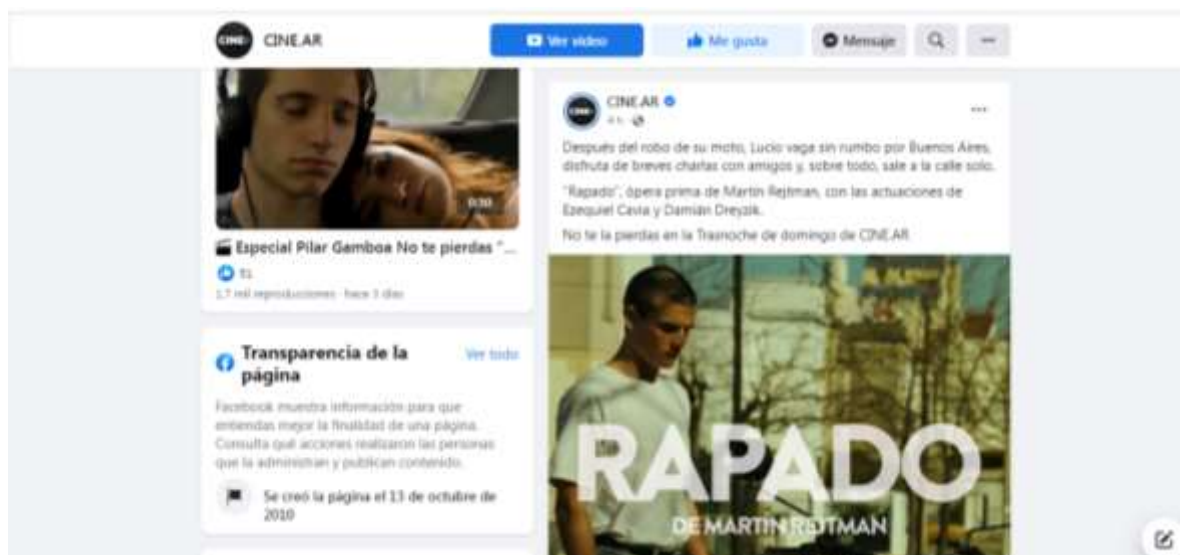 CINE.AR
Ver video
Me gusta
Mensaje
CINE
0:30
Especial Pilar Gamboa No te pierdas "...
51
1,7 mil reproducciones · hace 3 días
Transparencia de la
página
Ver todo
Facebook muestra información para que
entiendas mejor la finalidad de una página.
Consulta qué acciones realizaron las personas
que la administran y publican contenido.
Se creó la página el 13 de octubre de
2010
CINE.AR
Después del robo de su moto, Lucio vaga sin rumbo por Buenos Aires,
disfruta de breves charlas con amigos y, sobre todo, sale a la calle solo.
"Rapado", ópera prima de Martín Rejtman, con las actuaciones de
Ezequiel Cavia y Damián Dreyzik.
No te la pierdas en la Trasnoche de domingo de CINE.AR
RAPADO
DE MARTIN REJTMAN